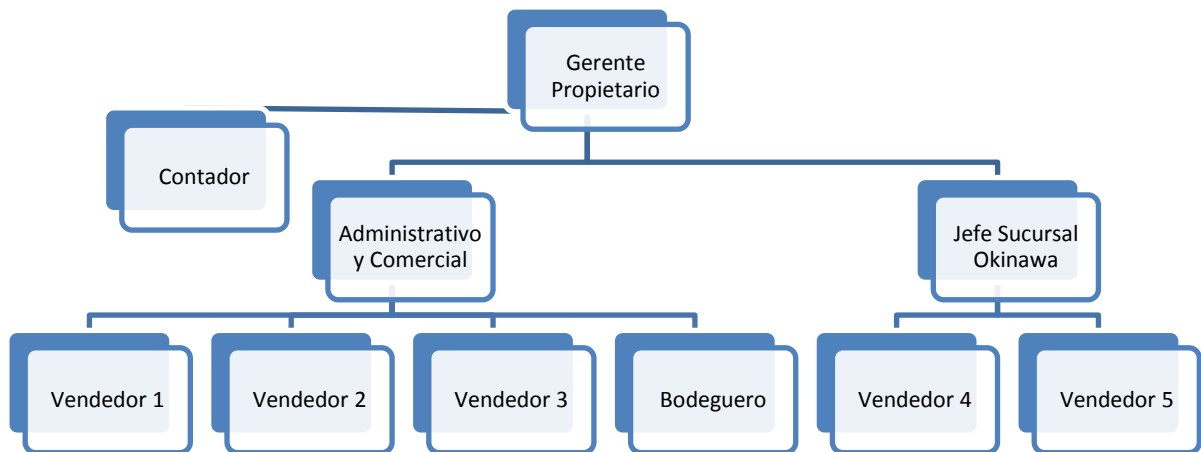 Gerente
Propietario
Contador
Administrativo
y Comercial
Jefe Sucursal
Okinawa
Vendedor 1
Vendedor 2
Vendedor 3
Bodeguero
Vendedor 4
Vendedor 5